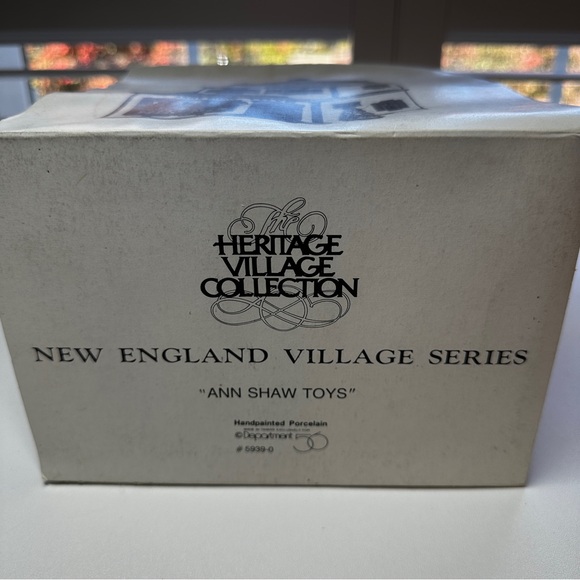 The
HERITAGE
VILLAGE
COLLECTION
NEW ENGLAND VILLAGE SERIES
"ANN SHAW TOYS"
Handpainted Porcelain
©Department 56
# 5939-0